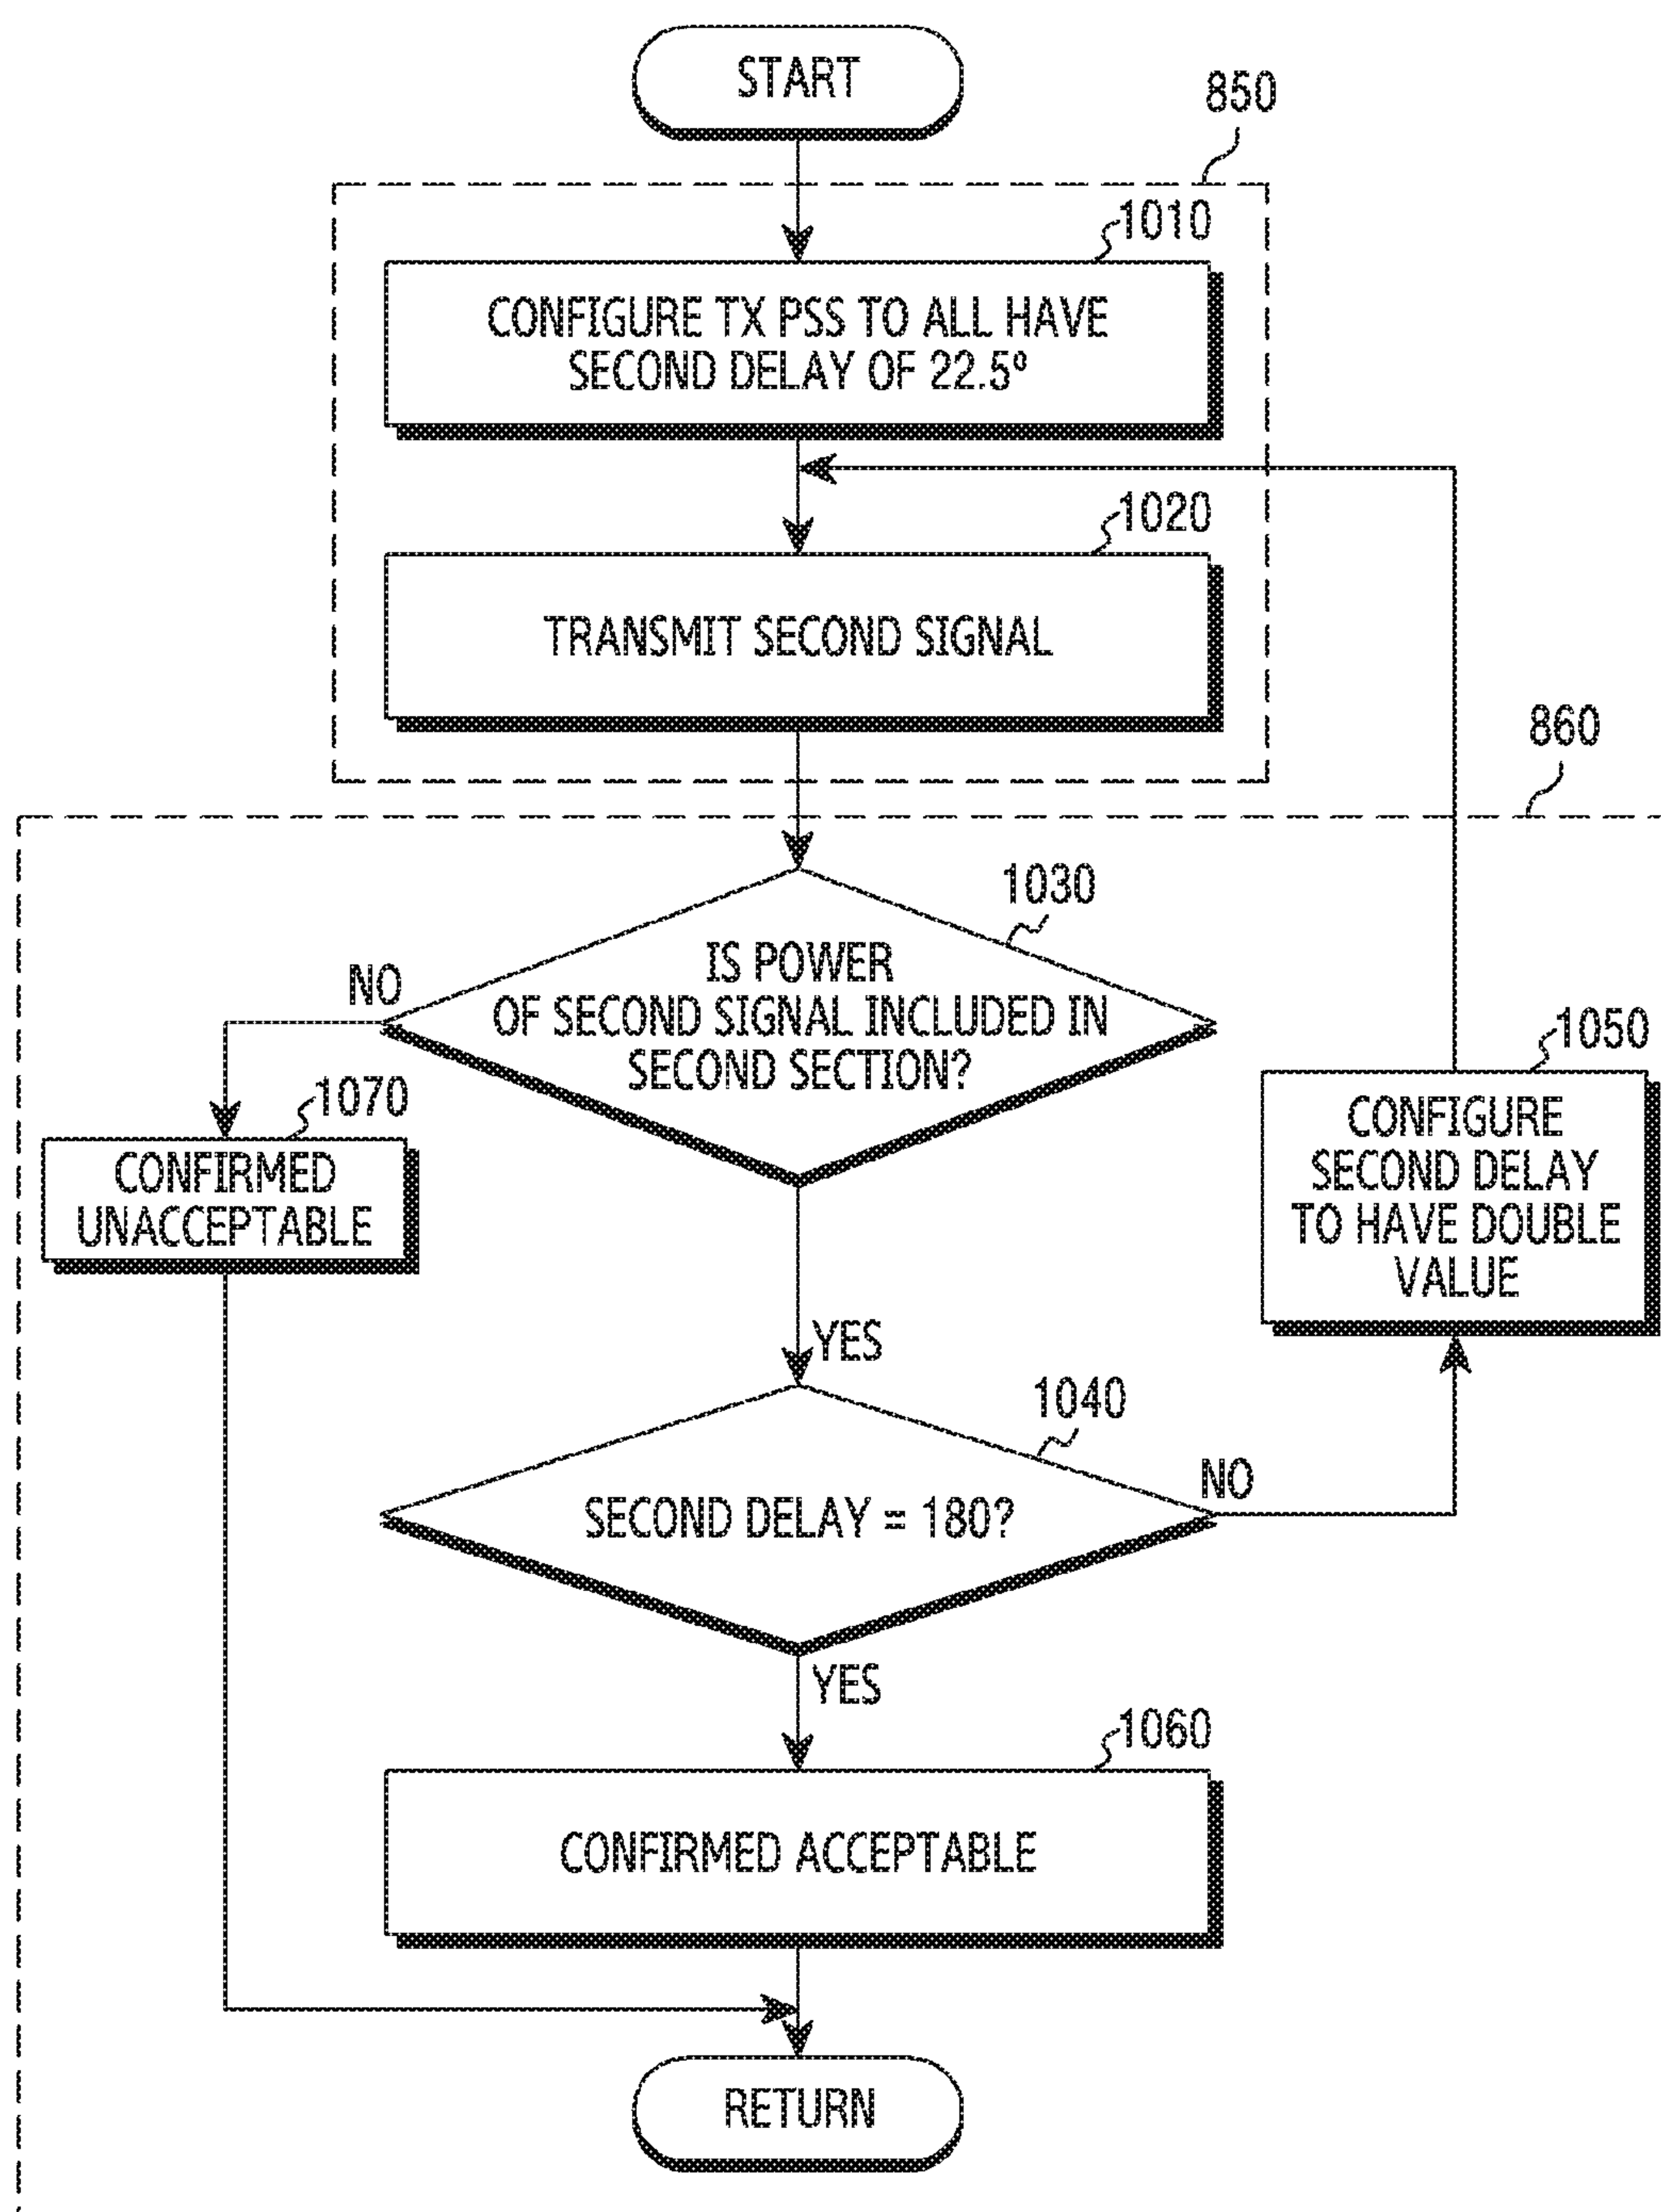 START
850
1010
CONFIGURE TX PSS TO ALL HAVE
SECOND DELAY OF 22.5º
1020
TRANSMIT SECOND SIGNAL
860
1030
IS POWER
OF SECOND SIGNAL INCLUDED IN
SECOND SECTION?
NO
1070
CONFIRMED
UNACCEPTABLE
1050
CONFIGURE
SECOND DELAY
TO HAVE DOUBLE
VALUE
YES
1040
SECOND DELAY = 180?
NO
YES
1060
CONFIRMED ACCEPTABLE
RETURN